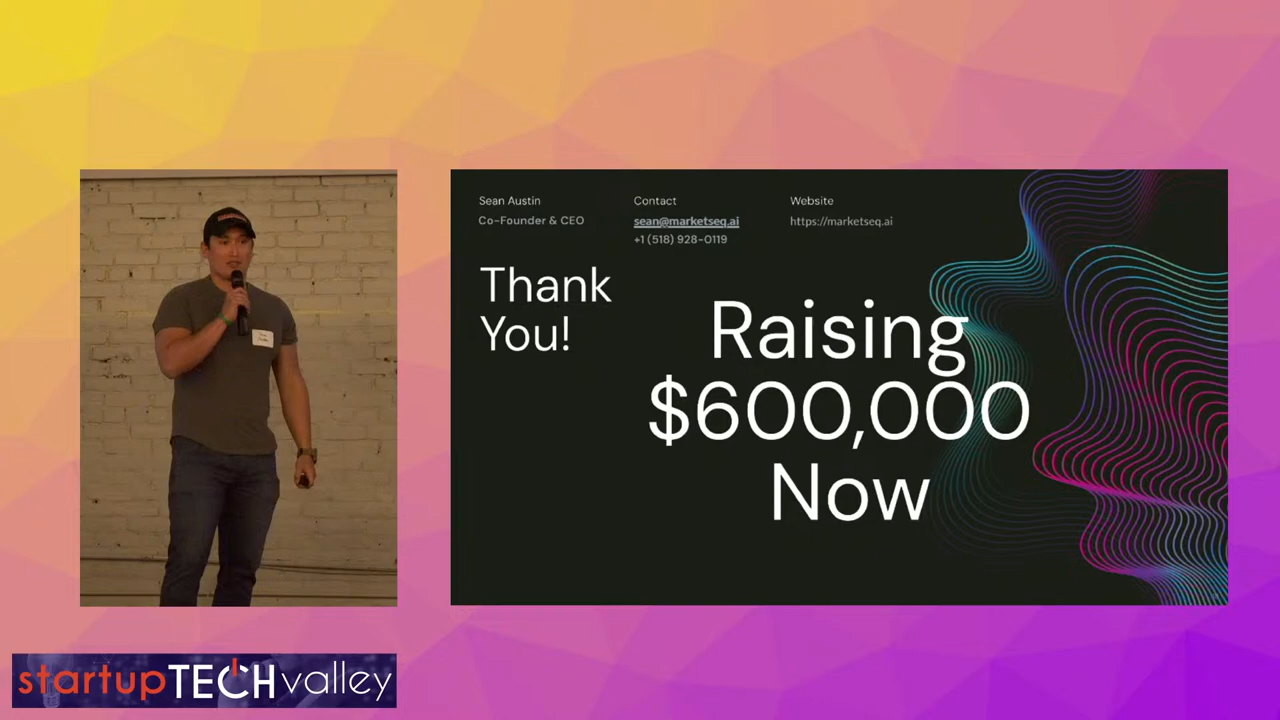 Sean Austin
Co-Founder & CEO
Contact
sean@marketseq.ai
+1 (518) 928-0119
Website
https://marketseq.ai
Thank
You!
Raising
$600,000
Now
startupTECHvalley